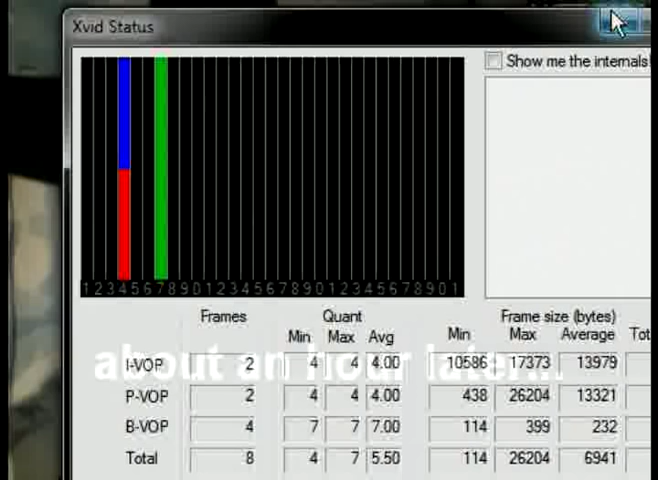 Xvid Status
Show me the internals
1 2 3 4 5 6 7 8 9 0 1 2 3 4 5 6 7 8 9 0 1 2 3 4 5 6 7 8 9 0 1
Frames Quant Frame size (bytes)
Min Max Avg Min Max Average Tot
I-VOP 2 4 4 4.00 10586 17373 13979
about an hour later...
P-VOP 2 4 4 4.00 438 26204 13321
B-VOP 4 7 7 7.00 114 399 232
Total 8 4 7 5.50 114 26204 6941